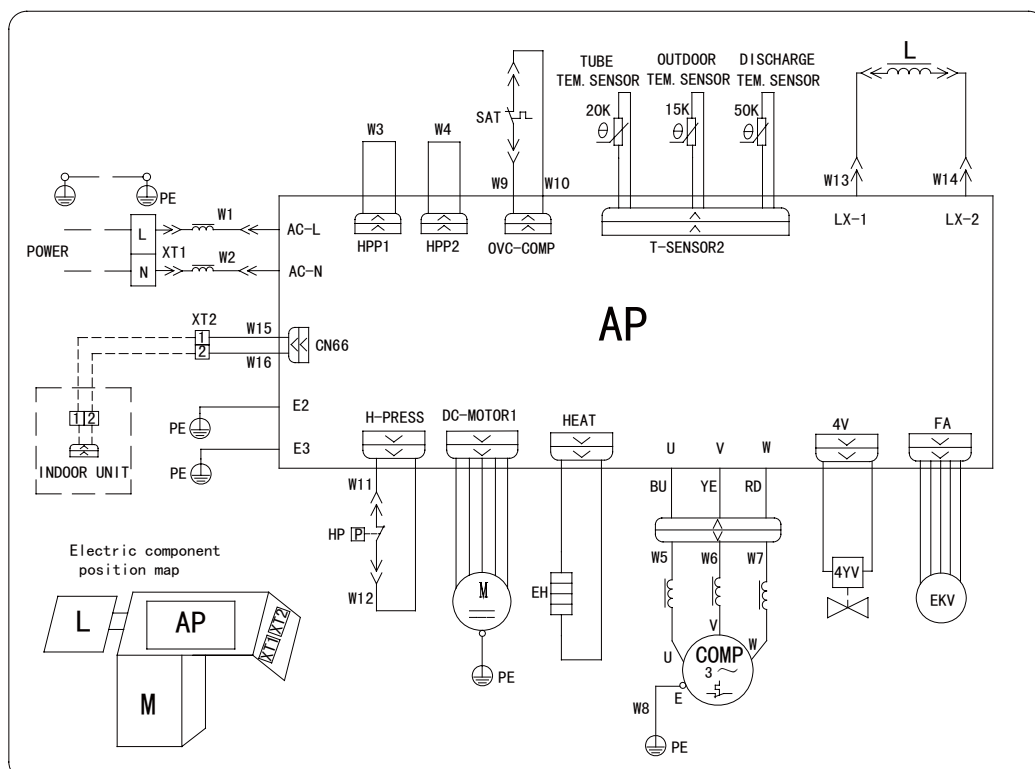 TUBE
TEM. SENSOR
OUTDOOR
TEM. SENSOR
DISCHARGE
TEM. SENSOR
L
20K
15K
50K
θ
θ
θ
SAT
W3
W4
W9
W10
W13
W14
PE
POWER
L
N
XT1
W1
W2
AC-L
AC-N
HPP1
HPP2
OVC-COMP
T-SENSOR2
LX-1
LX-2
AP
XT2
1
2
W15
W16
CN66
1 2
INDOOR UNIT
PE
E2
PE
E3
H-PRESS
DC-MOTOR1
HEAT
U
V
W
4V
FA
BU
YE
RD
W11
HP
P
W12
M
PE
EH
W5
W6
W7
U
V
W
COMP
3 ~
E
W8
PE
4YV
EKV
Electric component
position map
L
AP
XT1
XT2
M